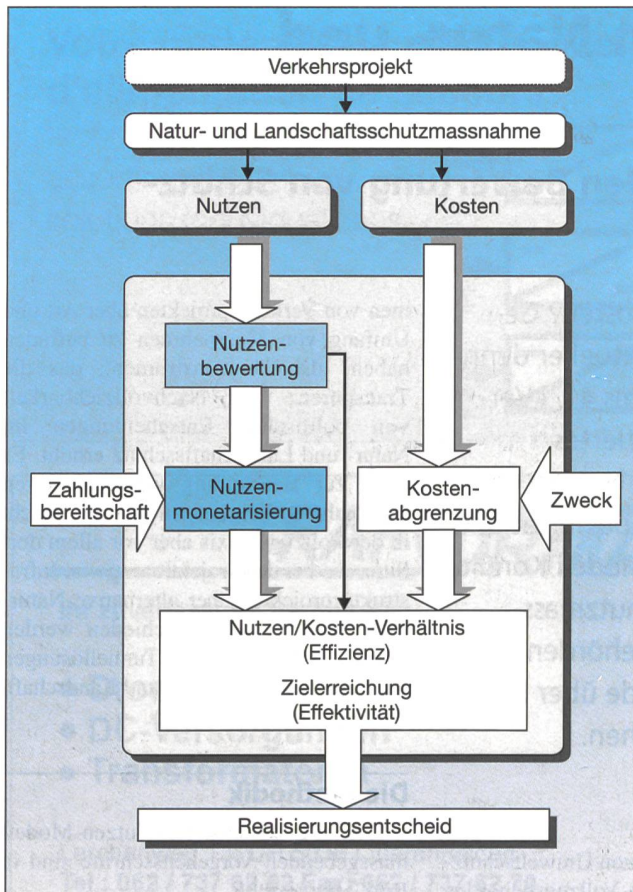 Verkehrsprojekt
Natur- und Landschaftsschutzmassnahme
Nutzen
Kosten
Nutzen-
bewertung
Zahlungs-
bereitschaft
Nutzen-
monetarisierung
Kosten-
abgrenzung
Zweck
Nutzen/Kosten-Verhältnis
(Effizienz)
Zielerreichung
(Effektivität)
Realisierungsentscheid